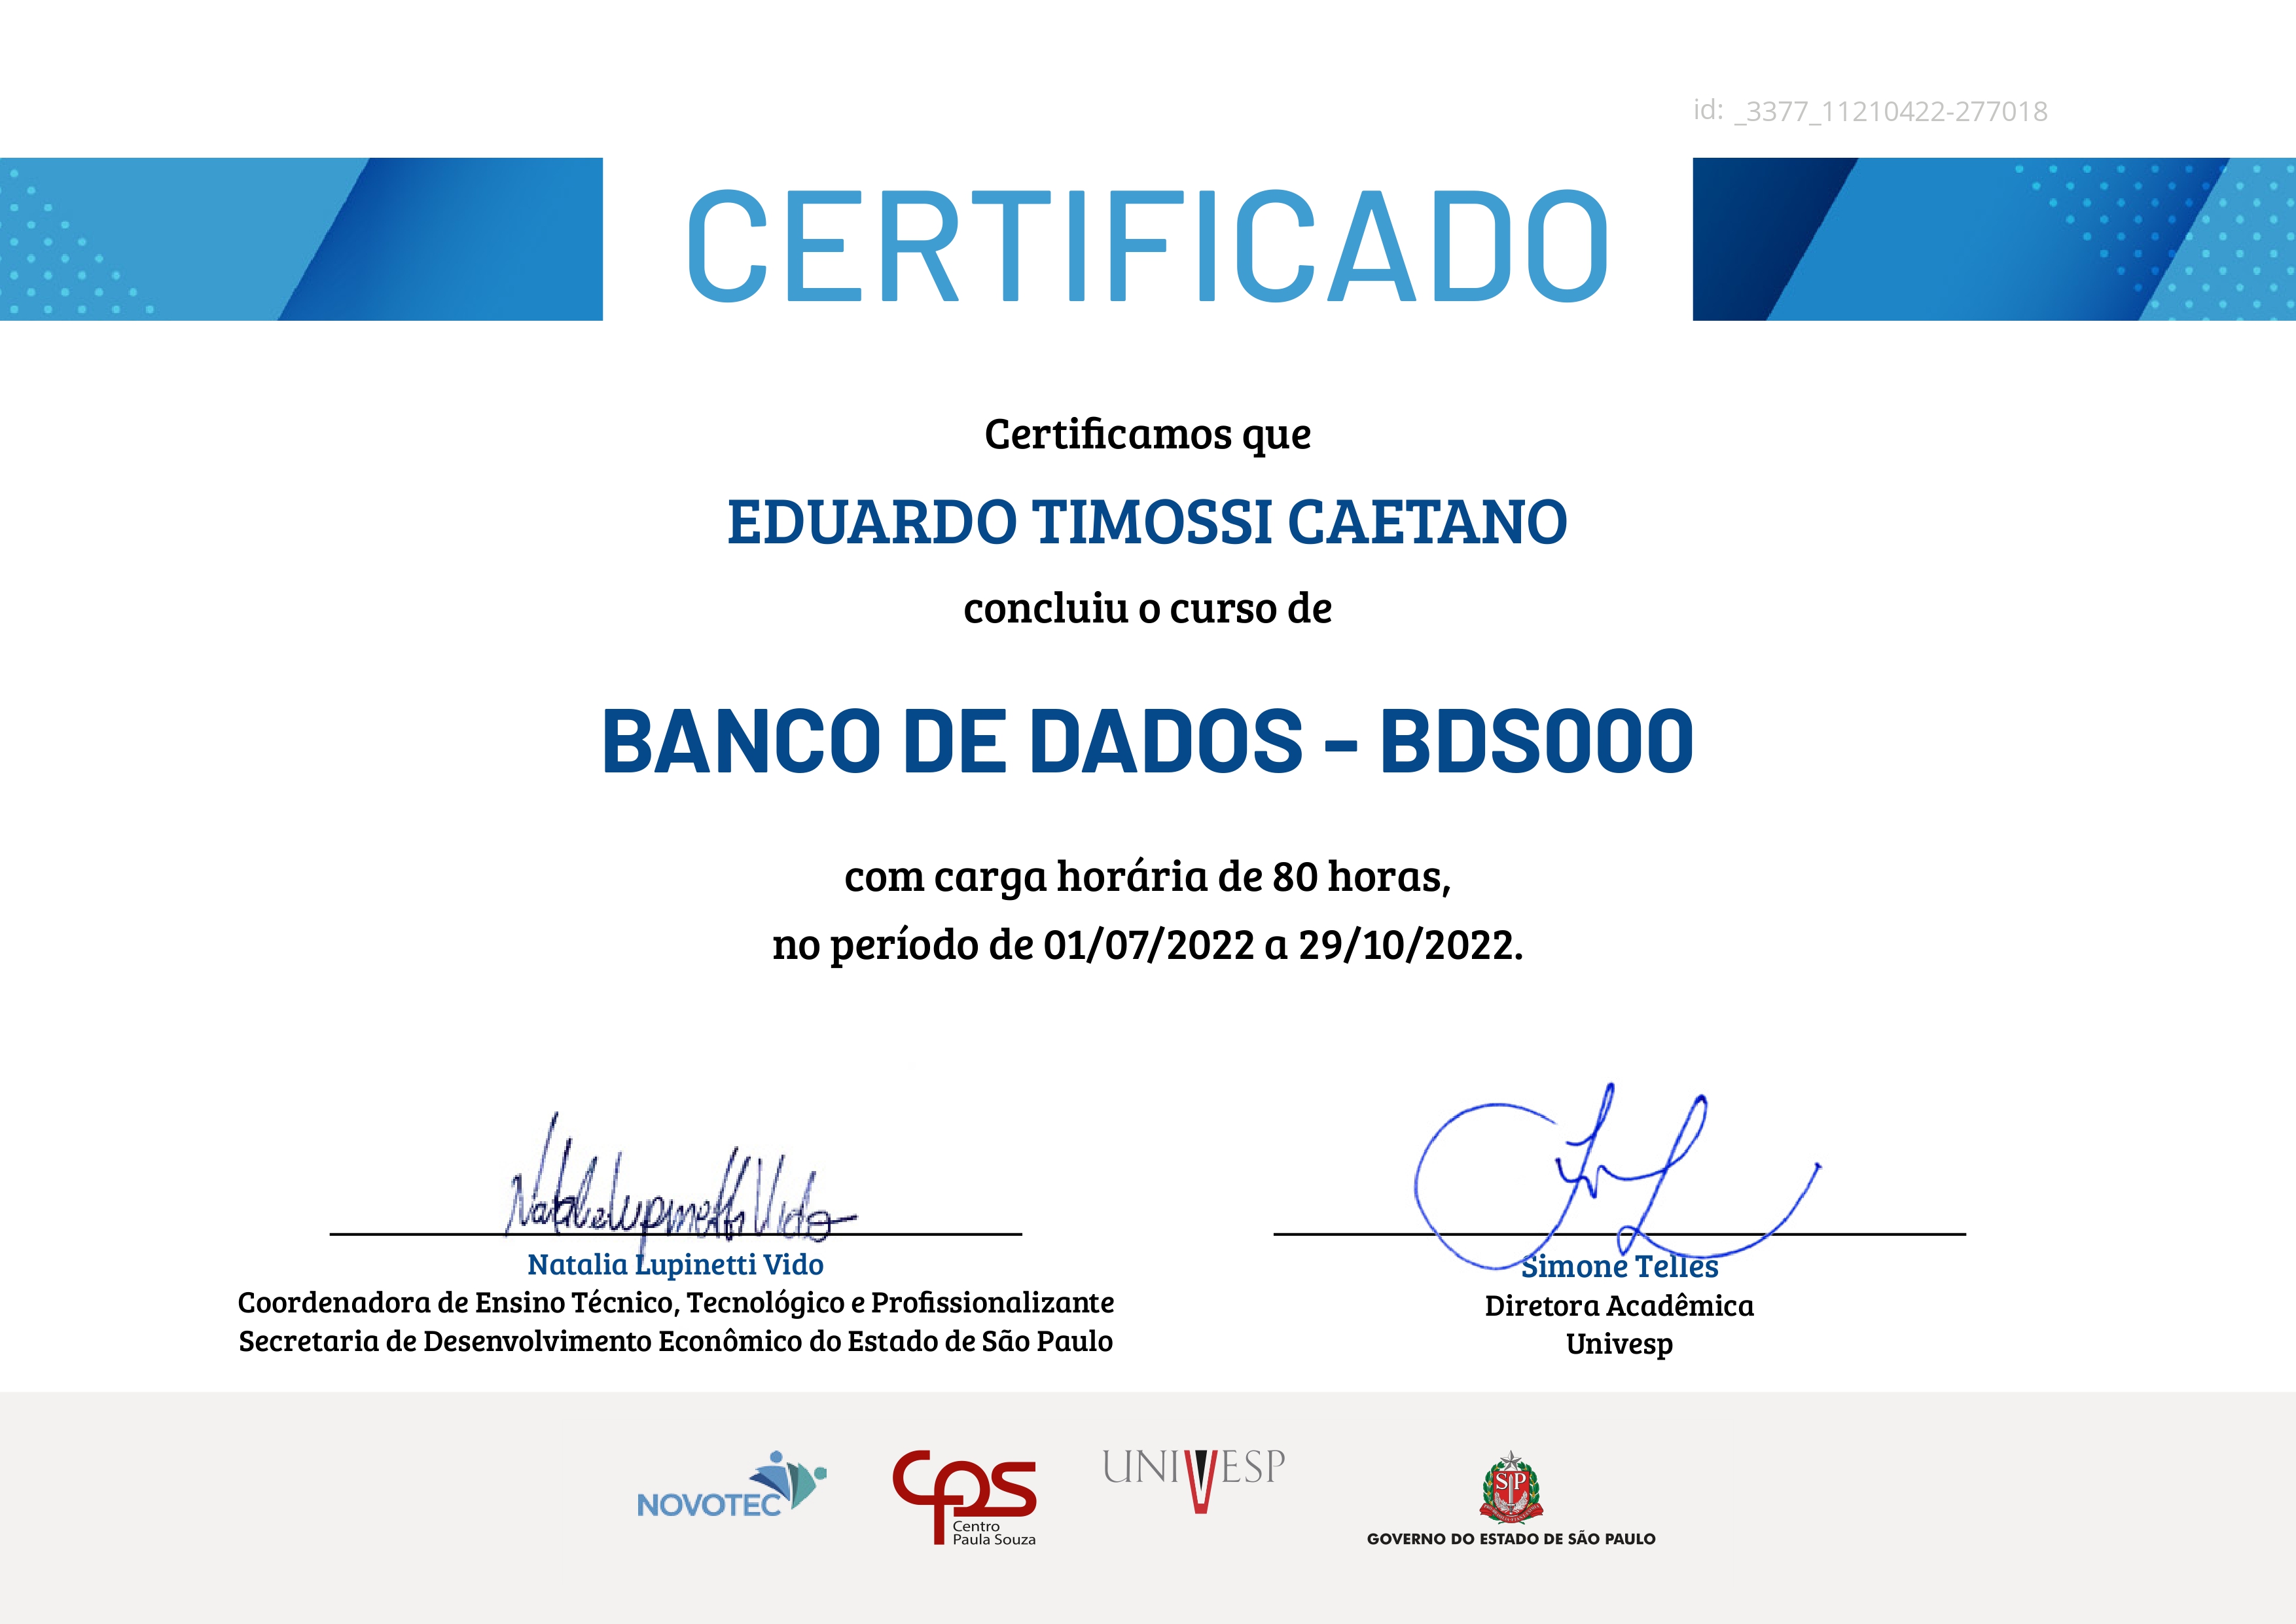 id: _3377_11210422-277018
CERTIFICADO
Certificamos que
EDUARDO TIMOSSI CAETANO
concluiu o curso de
BANCO DE DADOS - BDS000
com carga horária de 80 horas,
no período de 01/07/2022 a 29/10/2022.
Natalia Lupinetti Vido
Natalia Lupinetti Vido
Coordenadora de Ensino Técnico, Tecnológico e Profissionalizante
Secretaria de Desenvolvimento Econômico do Estado de São Paulo
Simone Telles
Diretora Acadêmica
Univesp
NOVOTEC
cps
Centro
Paula Souza
UNIVESP
SP
GOVERNO DO ESTADO DE SÃO PAULO